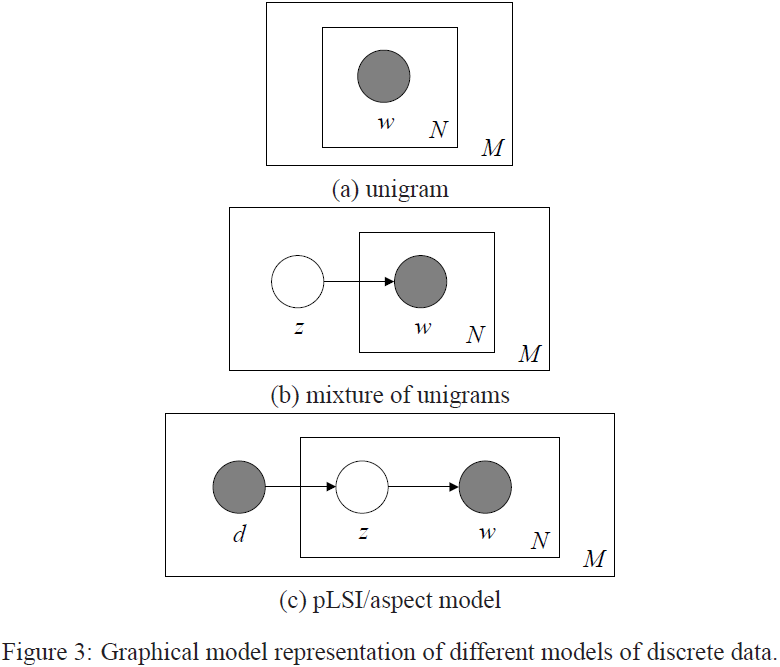 w
N
M
(a) unigram
z
w
N
M
(b) mixture of unigrams
d
z
w
N
M
(c) pLSI/aspect model
Figure 3: Graphical model representation of different models of discrete data.